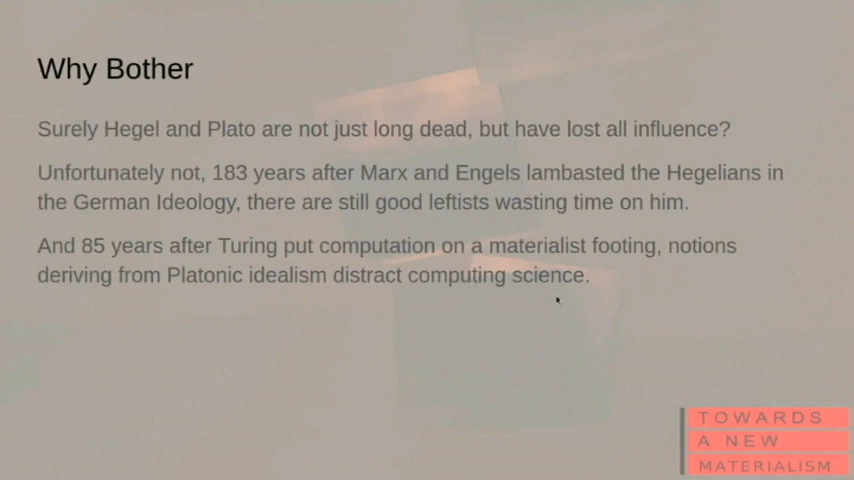 Why Bother
Surely Hegel and Plato are not just long dead, but have lost all influence?
Unfortunately not, 183 years after Marx and Engels lambasted the Hegelians in
the German Ideology, there are still good leftists wasting time on him.
And 85 years after Turing put computation on a materialist footing, notions
deriving from Platonic idealism distract computing science.
TOWARDS
A NEW
MATERIALISM